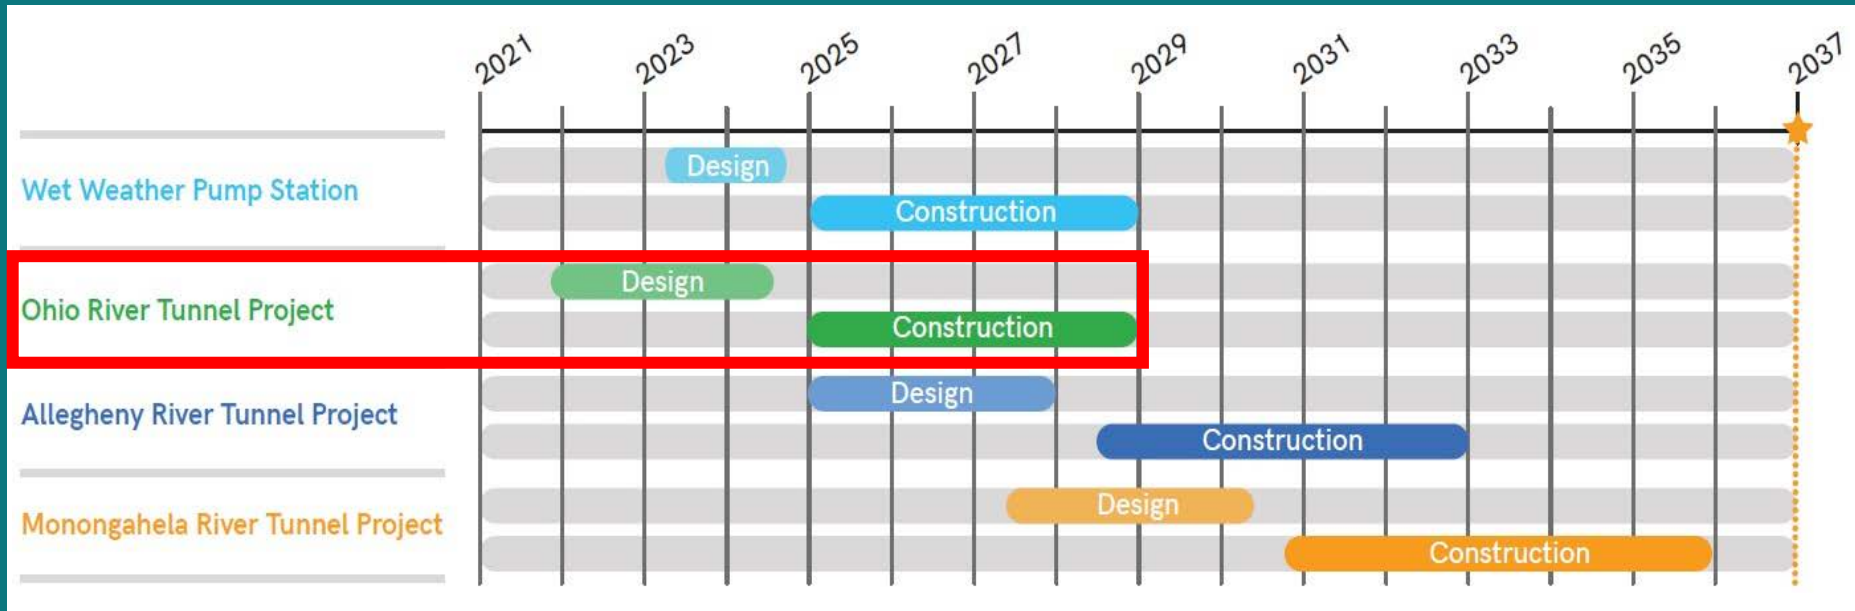 2021 2023 2025 2027 2029 2031 2033 2035 2037
Design
Wet Weather Pump Station
Construction
Design
Ohio River Tunnel Project
Construction
Design
Allegheny River Tunnel Project
Construction
Design
Monongahela River Tunnel Project
Construction